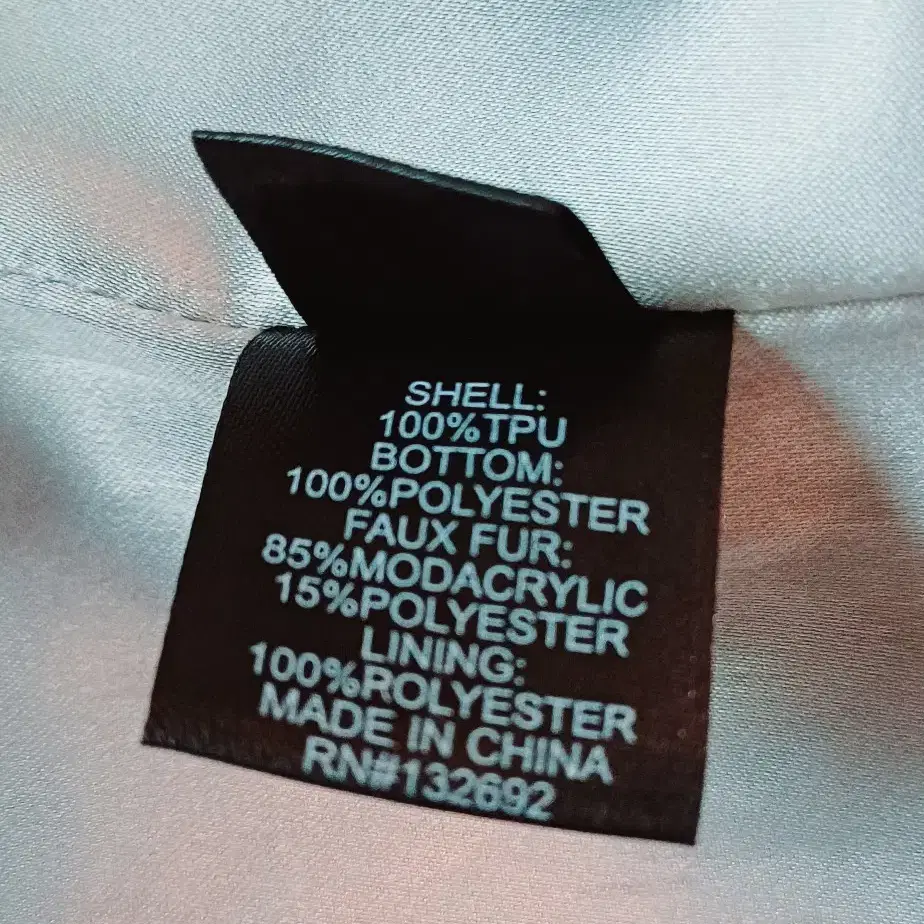 SHELL:
100%TPU
BOTTOM:
100%POLYESTER
FAUX FUR:
85%MODACRYLIC
15%POLYESTER
LINING:
100%ROLYESTER
MADE IN CHINA
RN#132692